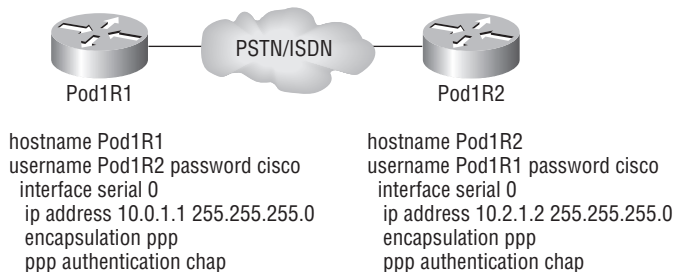 PSTN/ISDN
Pod1R1
Pod1R2
hostname Pod1R1
username Pod1R2 password cisco
interface serial 0
ip address 10.0.1.1 255.255.255.0
encapsulation ppp
ppp authentication chap
hostname Pod1R2
username Pod1R1 password cisco
interface serial 0
ip address 10.2.1.2 255.255.255.0
encapsulation ppp
ppp authentication chap